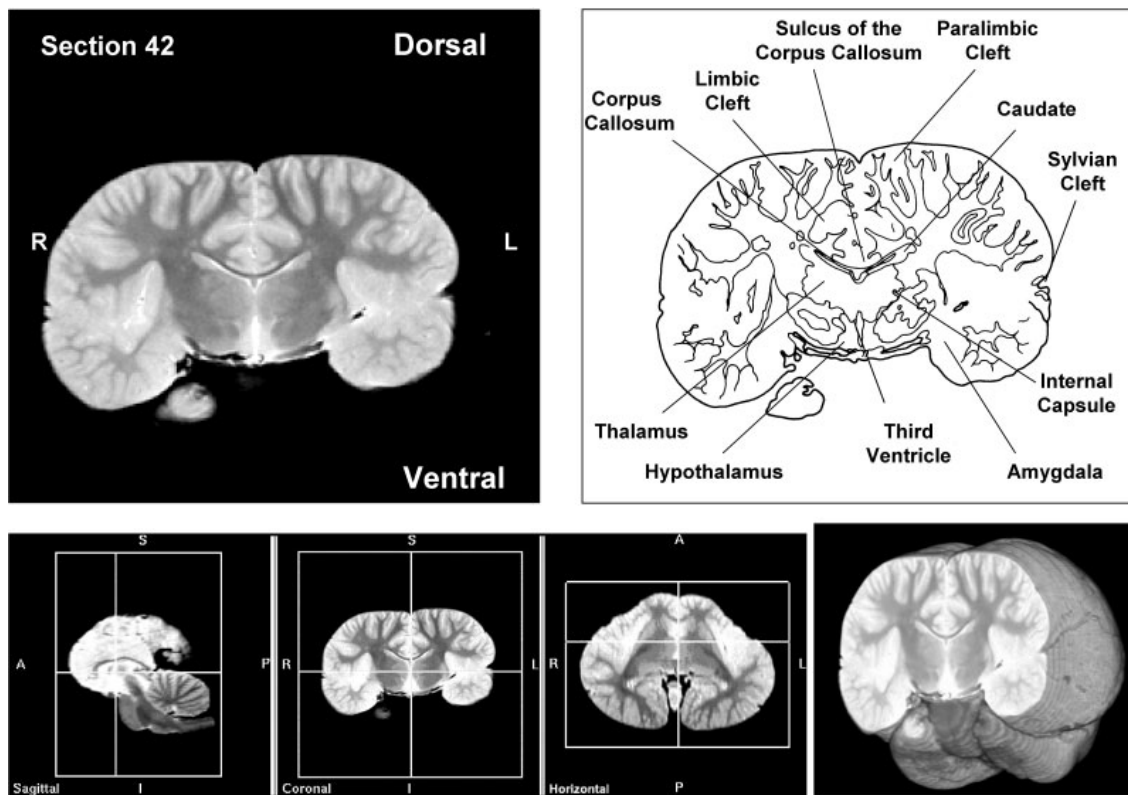 Section 42
Dorsal
R
L
Ventral
Sulcus of the
Corpus Callosum
Paralimbic
Cleft
Limbic
Cleft
Corpus
Callosum
Caudate
Sylvian
Cleft
Internal
Capsule
Thalamus
Third
Ventricle
Hypothalamus
Amygdala
S
A
P
Sagittal
I
S
R
L
Coronal
I
A
R
L
Horizontal
P